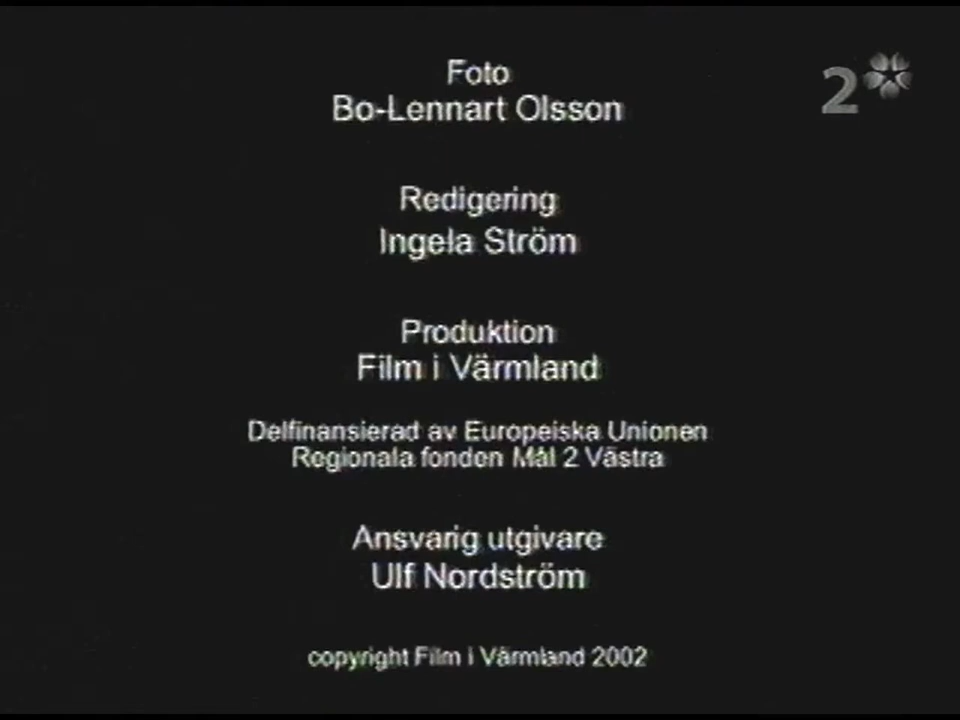 Foto
Bo-Lennart Olsson
2
Redigering
Ingela Ström
Produktion
Film i Värmland
Delfinansierad av Europeiska Unionen
Regionala fonden Mål 2 Västra
Ansvarig utgivare
Ulf Nordström
copyright Film i Värmland 2002